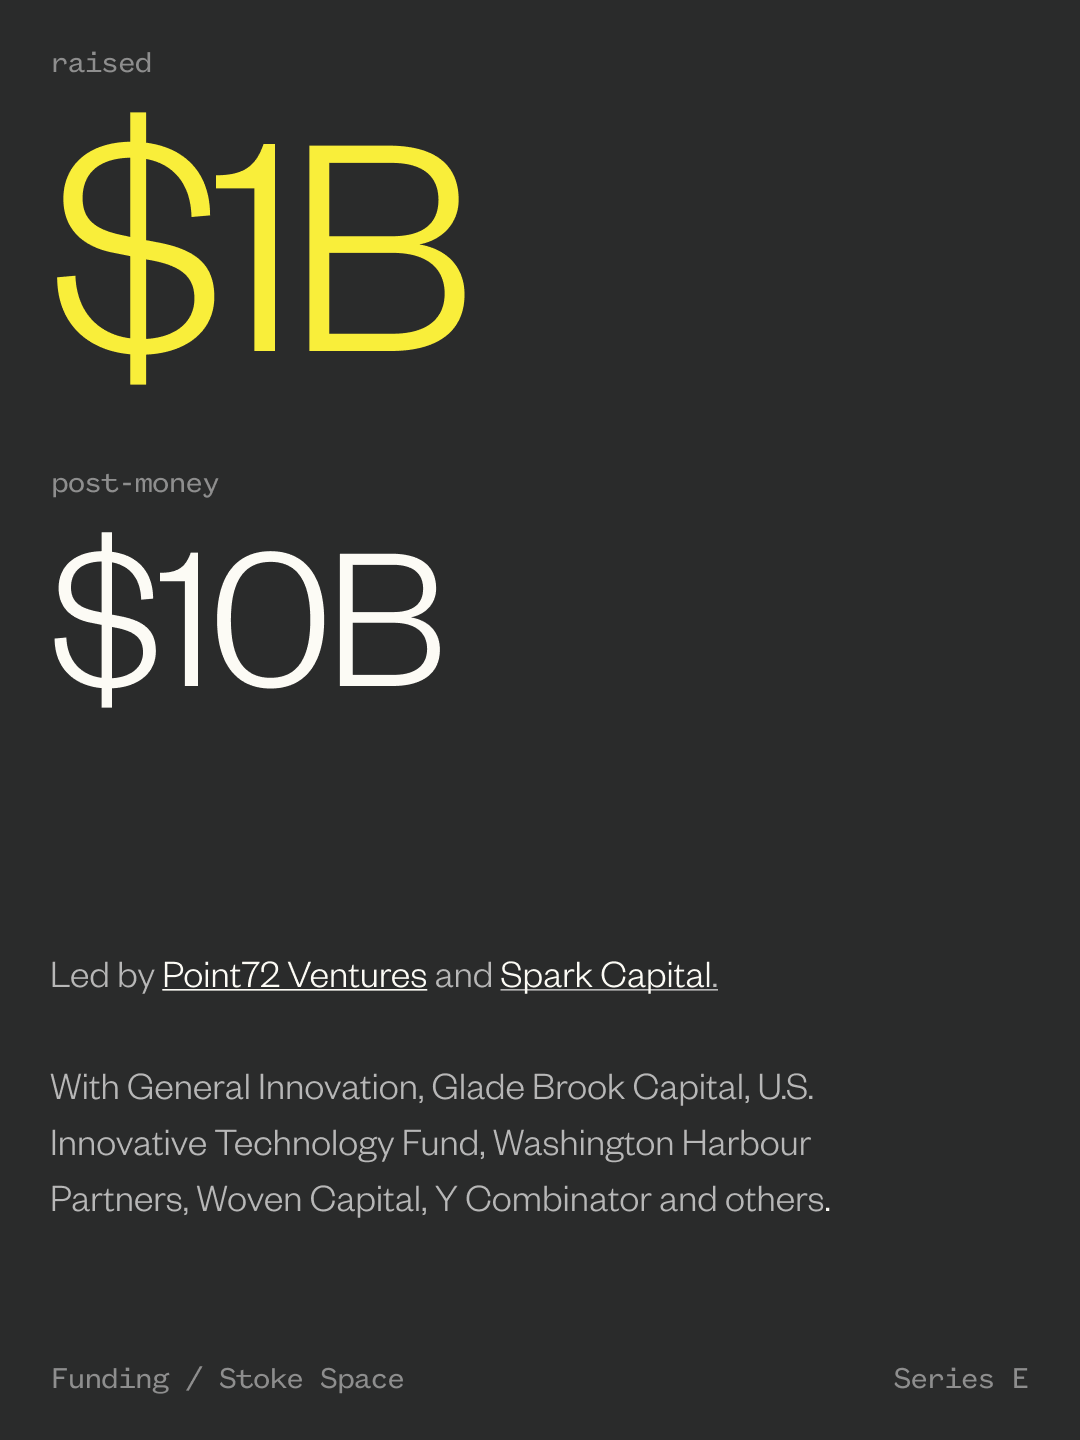 raised
$1B
post-money
$10B
Led by Point72 Ventures and Spark Capital.
With General Innovation, Glade Brook Capital, U.S.
Innovative Technology Fund, Washington Harbour
Partners, Woven Capital, Y Combinator and others.
Funding / Stoke Space
Series E